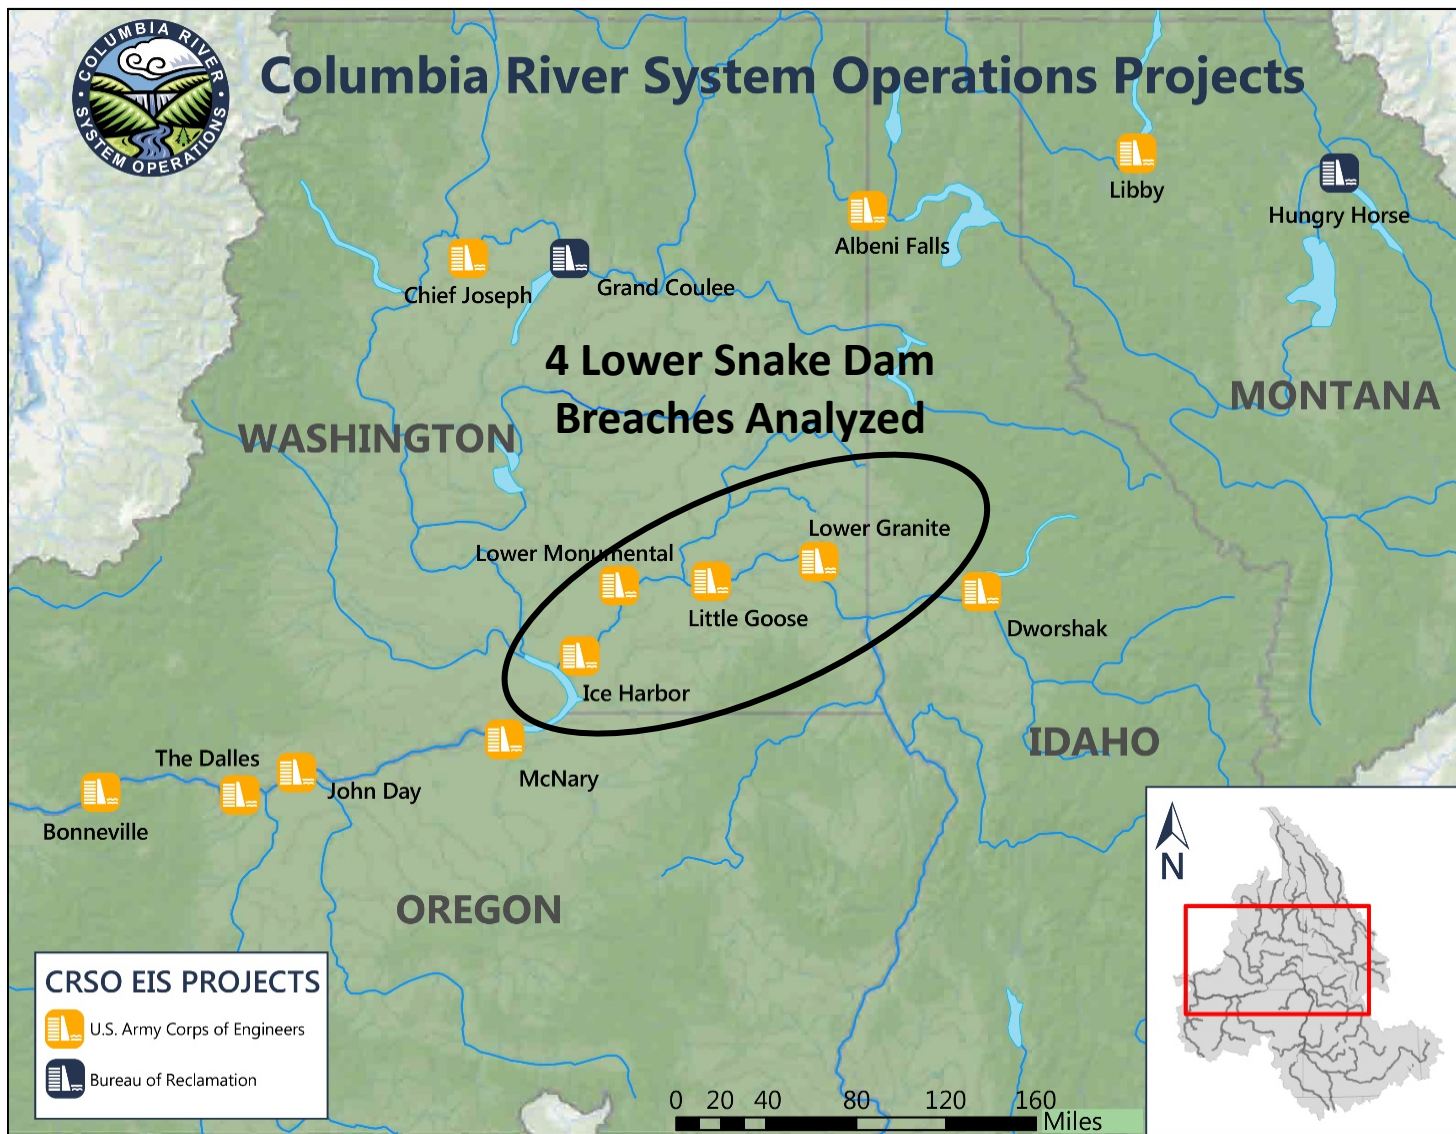 COLUMBIA RIVER
SYSTEM OPERATIONS
Columbia River System Operations Projects
Libby
Hungry Horse
Albeni Falls
Chief Joseph
Grand Coulee
4 Lower Snake Dam
Breaches Analyzed
MONTANA
WASHINGTON
Lower Granite
Lower Monumental
Little Goose
Dworshak
Ice Harbor
IDAHO
The Dalles
McNary
John Day
Bonneville
OREGON
N
CRSO EIS PROJECTS
U.S. Army Corps of Engineers
Bureau of Reclamation
0 20 40 80 120 160
Miles